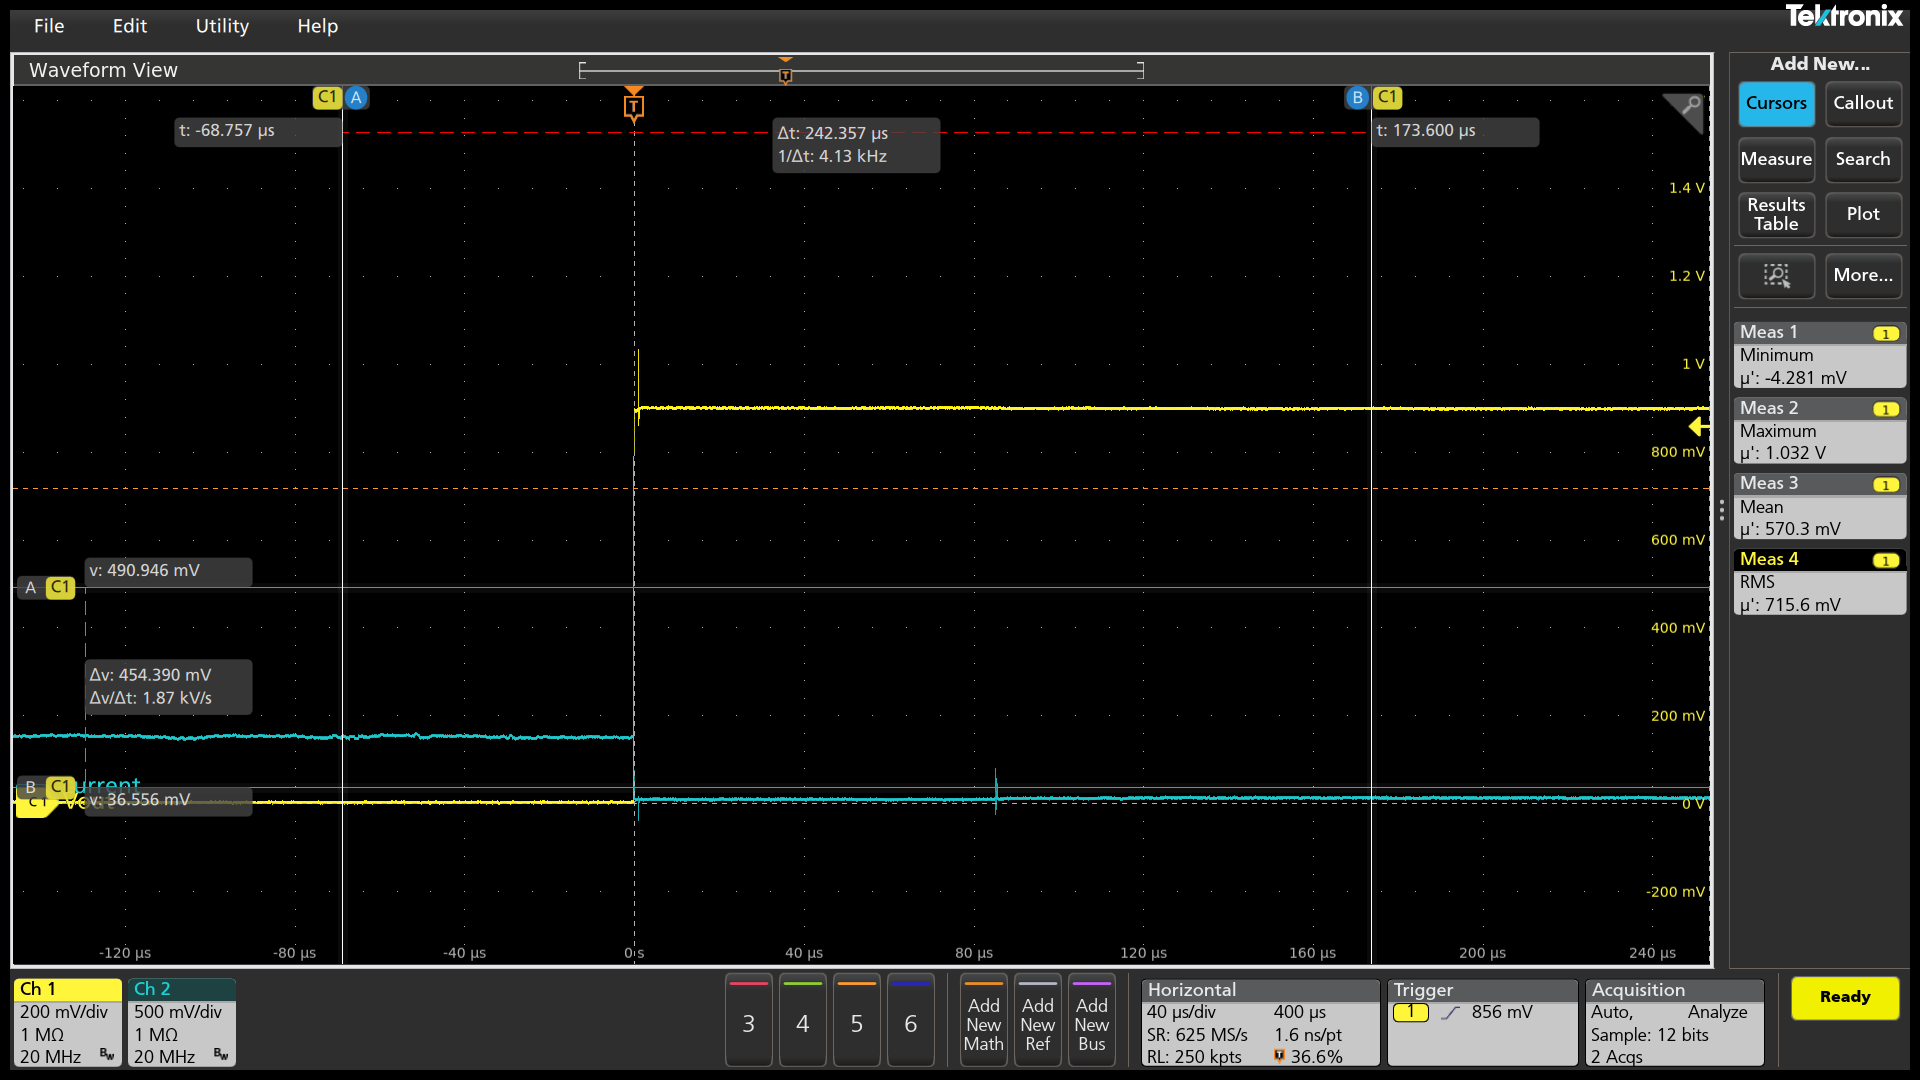 File Edit Utility Help
Tektronix
Waveform View
T
Add New...
Cursors
Callout
Measure
Search
Results
Table
Plot
More...
C1 A
T
B C1
t: -68.757 µs
Δt: 242.357 µs
1/Δt: 4.13 kHz
t: 173.600 µs
1.4 V
1.2 V
1 V
800 mV
600 mV
400 mV
200 mV
0 V
-200 mV
v: 490.946 mV
A C1
Δv: 454.390 mV
Δv/Δt: 1.87 kV/s
B C1
urrent
C1
v: 36.556 mV
-120 µs
-80 µs
-40 µs
0 s
40 µs
80 µs
120 µs
160 µs
200 µs
240 µs
Meas 1 1
Minimum
µ': -4.281 mV
Meas 2 1
Maximum
µ': 1.032 V
Meas 3 1
Mean
µ': 570.3 mV
Meas 4 1
RMS
µ': 715.6 mV
Ch 1
200 mV/div
1 MΩ
20 MHz Bw
Ch 2
500 mV/div
1 MΩ
20 MHz Bw
3
4
5
6
Add
New
Math
Add
New
Ref
Add
New
Bus
Horizontal
40 µs/div 400 µs
SR: 625 MS/s 1.6 ns/pt
RL: 250 kpts T 36.6%
Trigger
1 856 mV
Acquisition
Auto, Analyze
Sample: 12 bits
2 Acqs
Ready